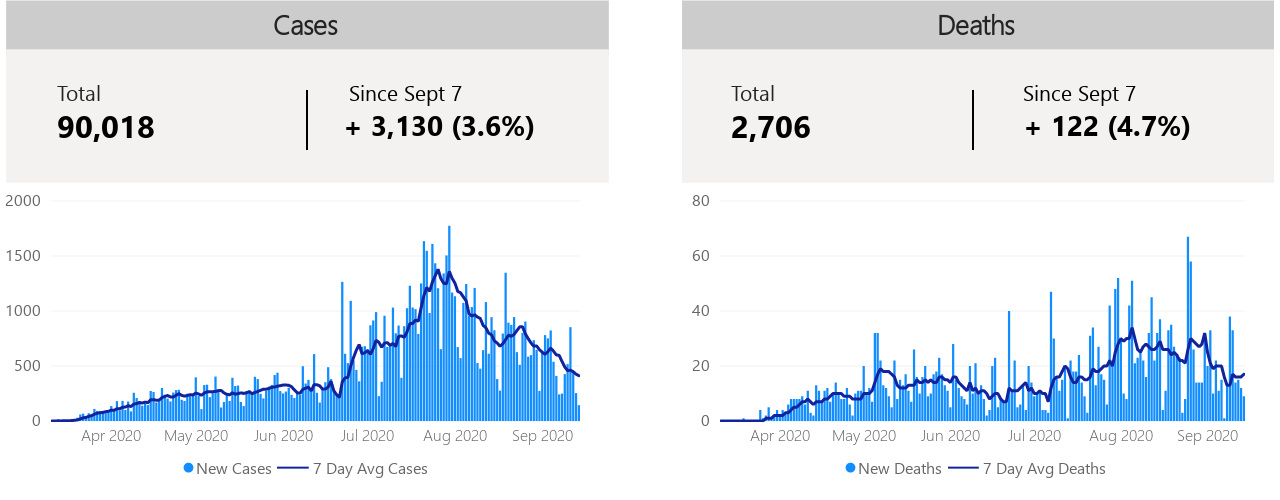 Cases
Total
Since Sept 7
90,018
+ 3,130 (3.6%)
2000
1500
1000
500
0
Apr 2020 May 2020 Jun 2020 Jul 2020 Aug 2020 Sep 2020
New Cases 7 Day Avg Cases
Deaths
Total
Since Sept 7
2,706
+ 122 (4.7%)
80
60
40
20
0
Apr 2020 May 2020 Jun 2020 Jul 2020 Aug 2020 Sep 2020
New Deaths 7 Day Avg Deaths